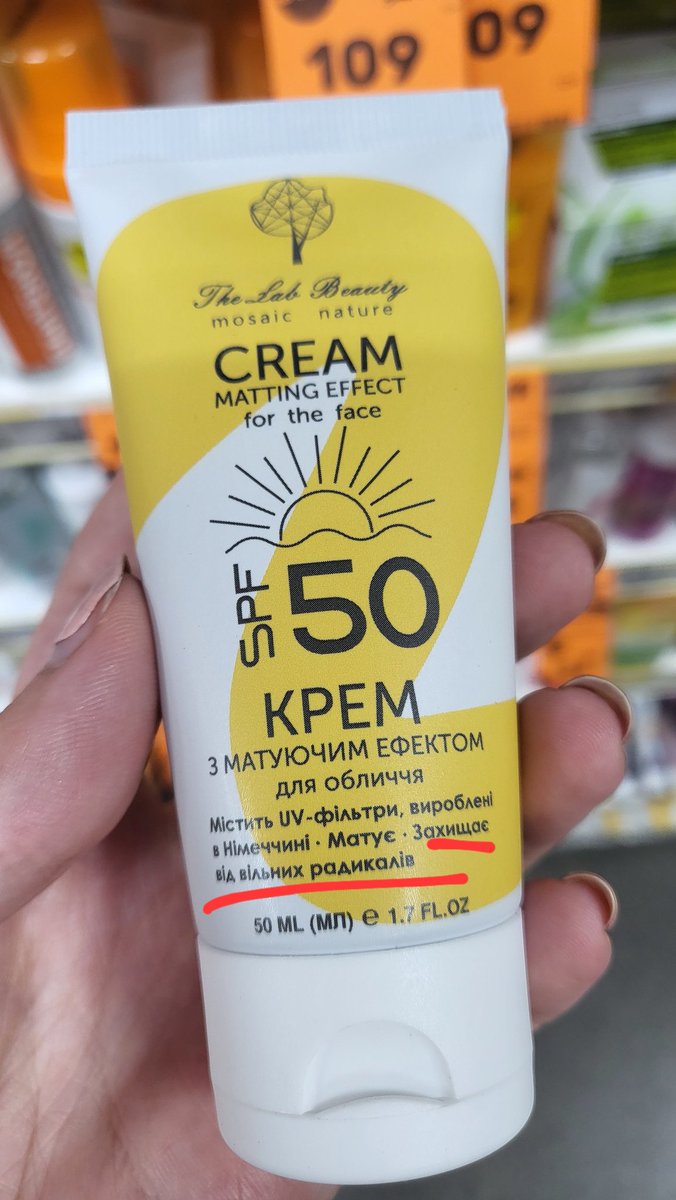 109
09
The Lab Beauty
mosaic nature
CREAM
MATTING EFFECT
for the face
SPF 50
КРЕМ
З МАТУЮЧИМ ЕФЕКТОМ
для обличчя
Містить UV-фільтри, вироблені
в Німеччині · Матує · Захищає
від вільних радикалів
50 ML (МЛ) e 1.7 FL.OZ